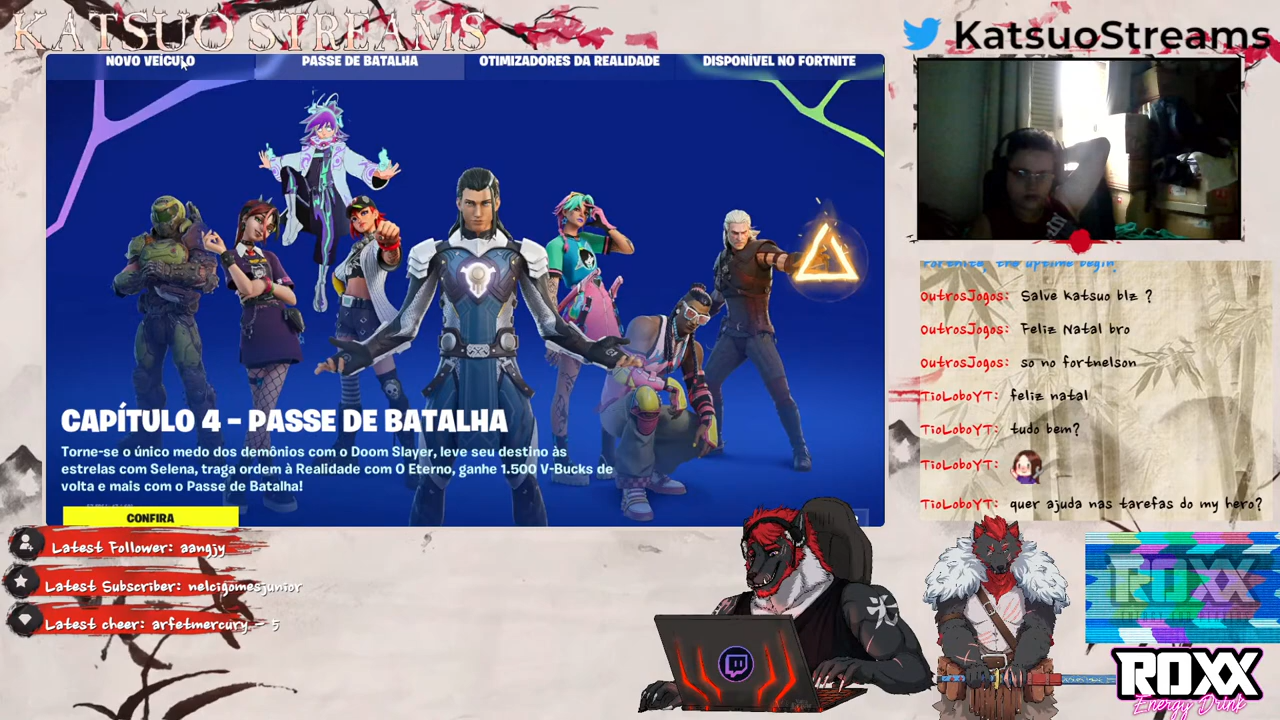 KATSUO STREAMS
KatsuoStreams
NOVO VEÍCULO
PASSE DE BATALHA
OTIMIZADORES DA REALIDADE
DISPONÍVEL NO FORTNITE
CAPÍTULO 4 – PASSE DE BATALHA
Torne-se o único medo dos demônios com o Doom Slayer, leve seu destino às
estrelas com Selena, traga ordem à Realidade com O Eterno, ganhe 1.500 V-Bucks de
volta e mais com o Passe de Batalha!
CONFIRA
fortnite, the uptime begin.
OutrosJogos: Salve Katsuo blz ?
OutrosJogos: Feliz Natal bro
OutrosJogos: so no fortnelson
TioLoboYT: feliz natal
TioLoboYT: tudo bem?
TioLoboYT:
TioLoboYT: quer ajuda nas tarefas do my hero?
Latest Follower: aangjy
Latest Subscriber: nelcigomesjunior
Latest cheer: arfetmercury - 5
ROXX
ROXX
Energy Drink